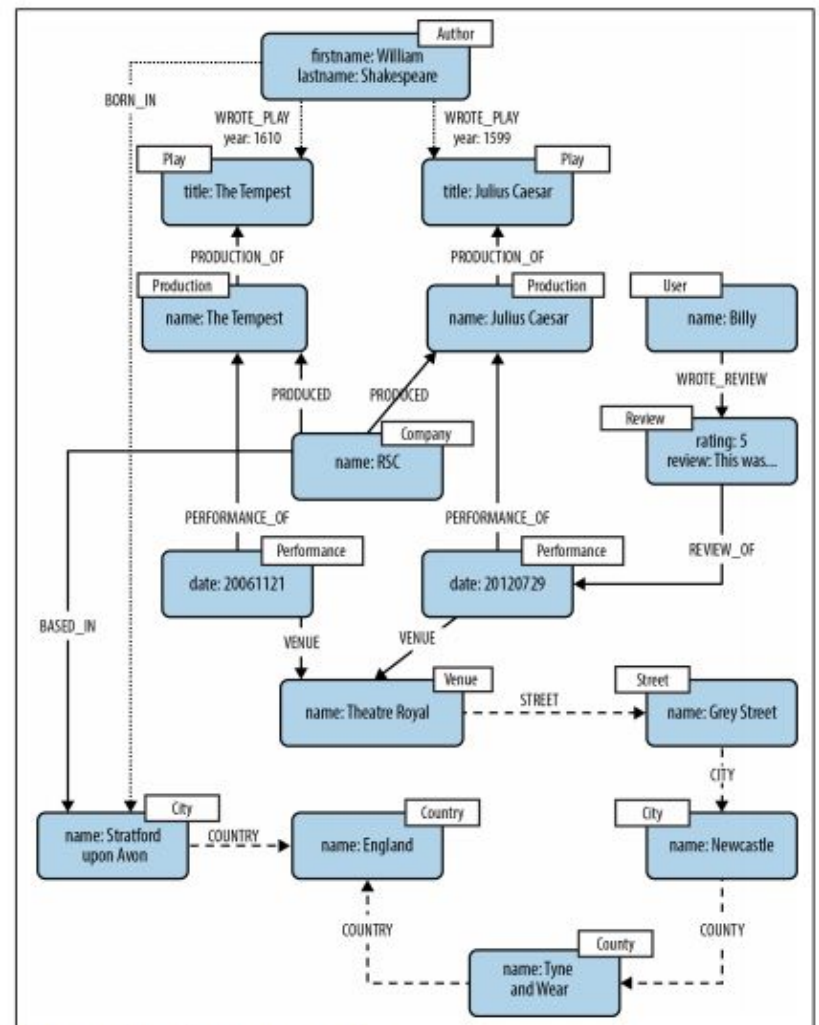 Author
firstname: William
lastname: Shakespeare
BORN_IN
WROTE_PLAY
year: 1610
WROTE_PLAY
year: 1599
Play
title: The Tempest
Play
title: Julius Caesar
PRODUCTION_OF
PRODUCTION_OF
Production
name: The Tempest
Production
name: Julius Caesar
User
name: Billy
WROTE_REVIEW
PRODUCED
PRODUCED
Company
name: RSC
Review
rating: 5
review: This was...
PERFORMANCE_OF
PERFORMANCE_OF
REVIEW_OF
Performance
date: 20061121
Performance
date: 20120729
BASED_IN
VENUE
VENUE
Venue
name: Theatre Royal
STREET
Street
name: Grey Street
CITY
City
name: Stratford
upon Avon
COUNTRY
Country
name: England
City
name: Newcastle
COUNTRY
COUNTY
County
name: Tyne
and Wear